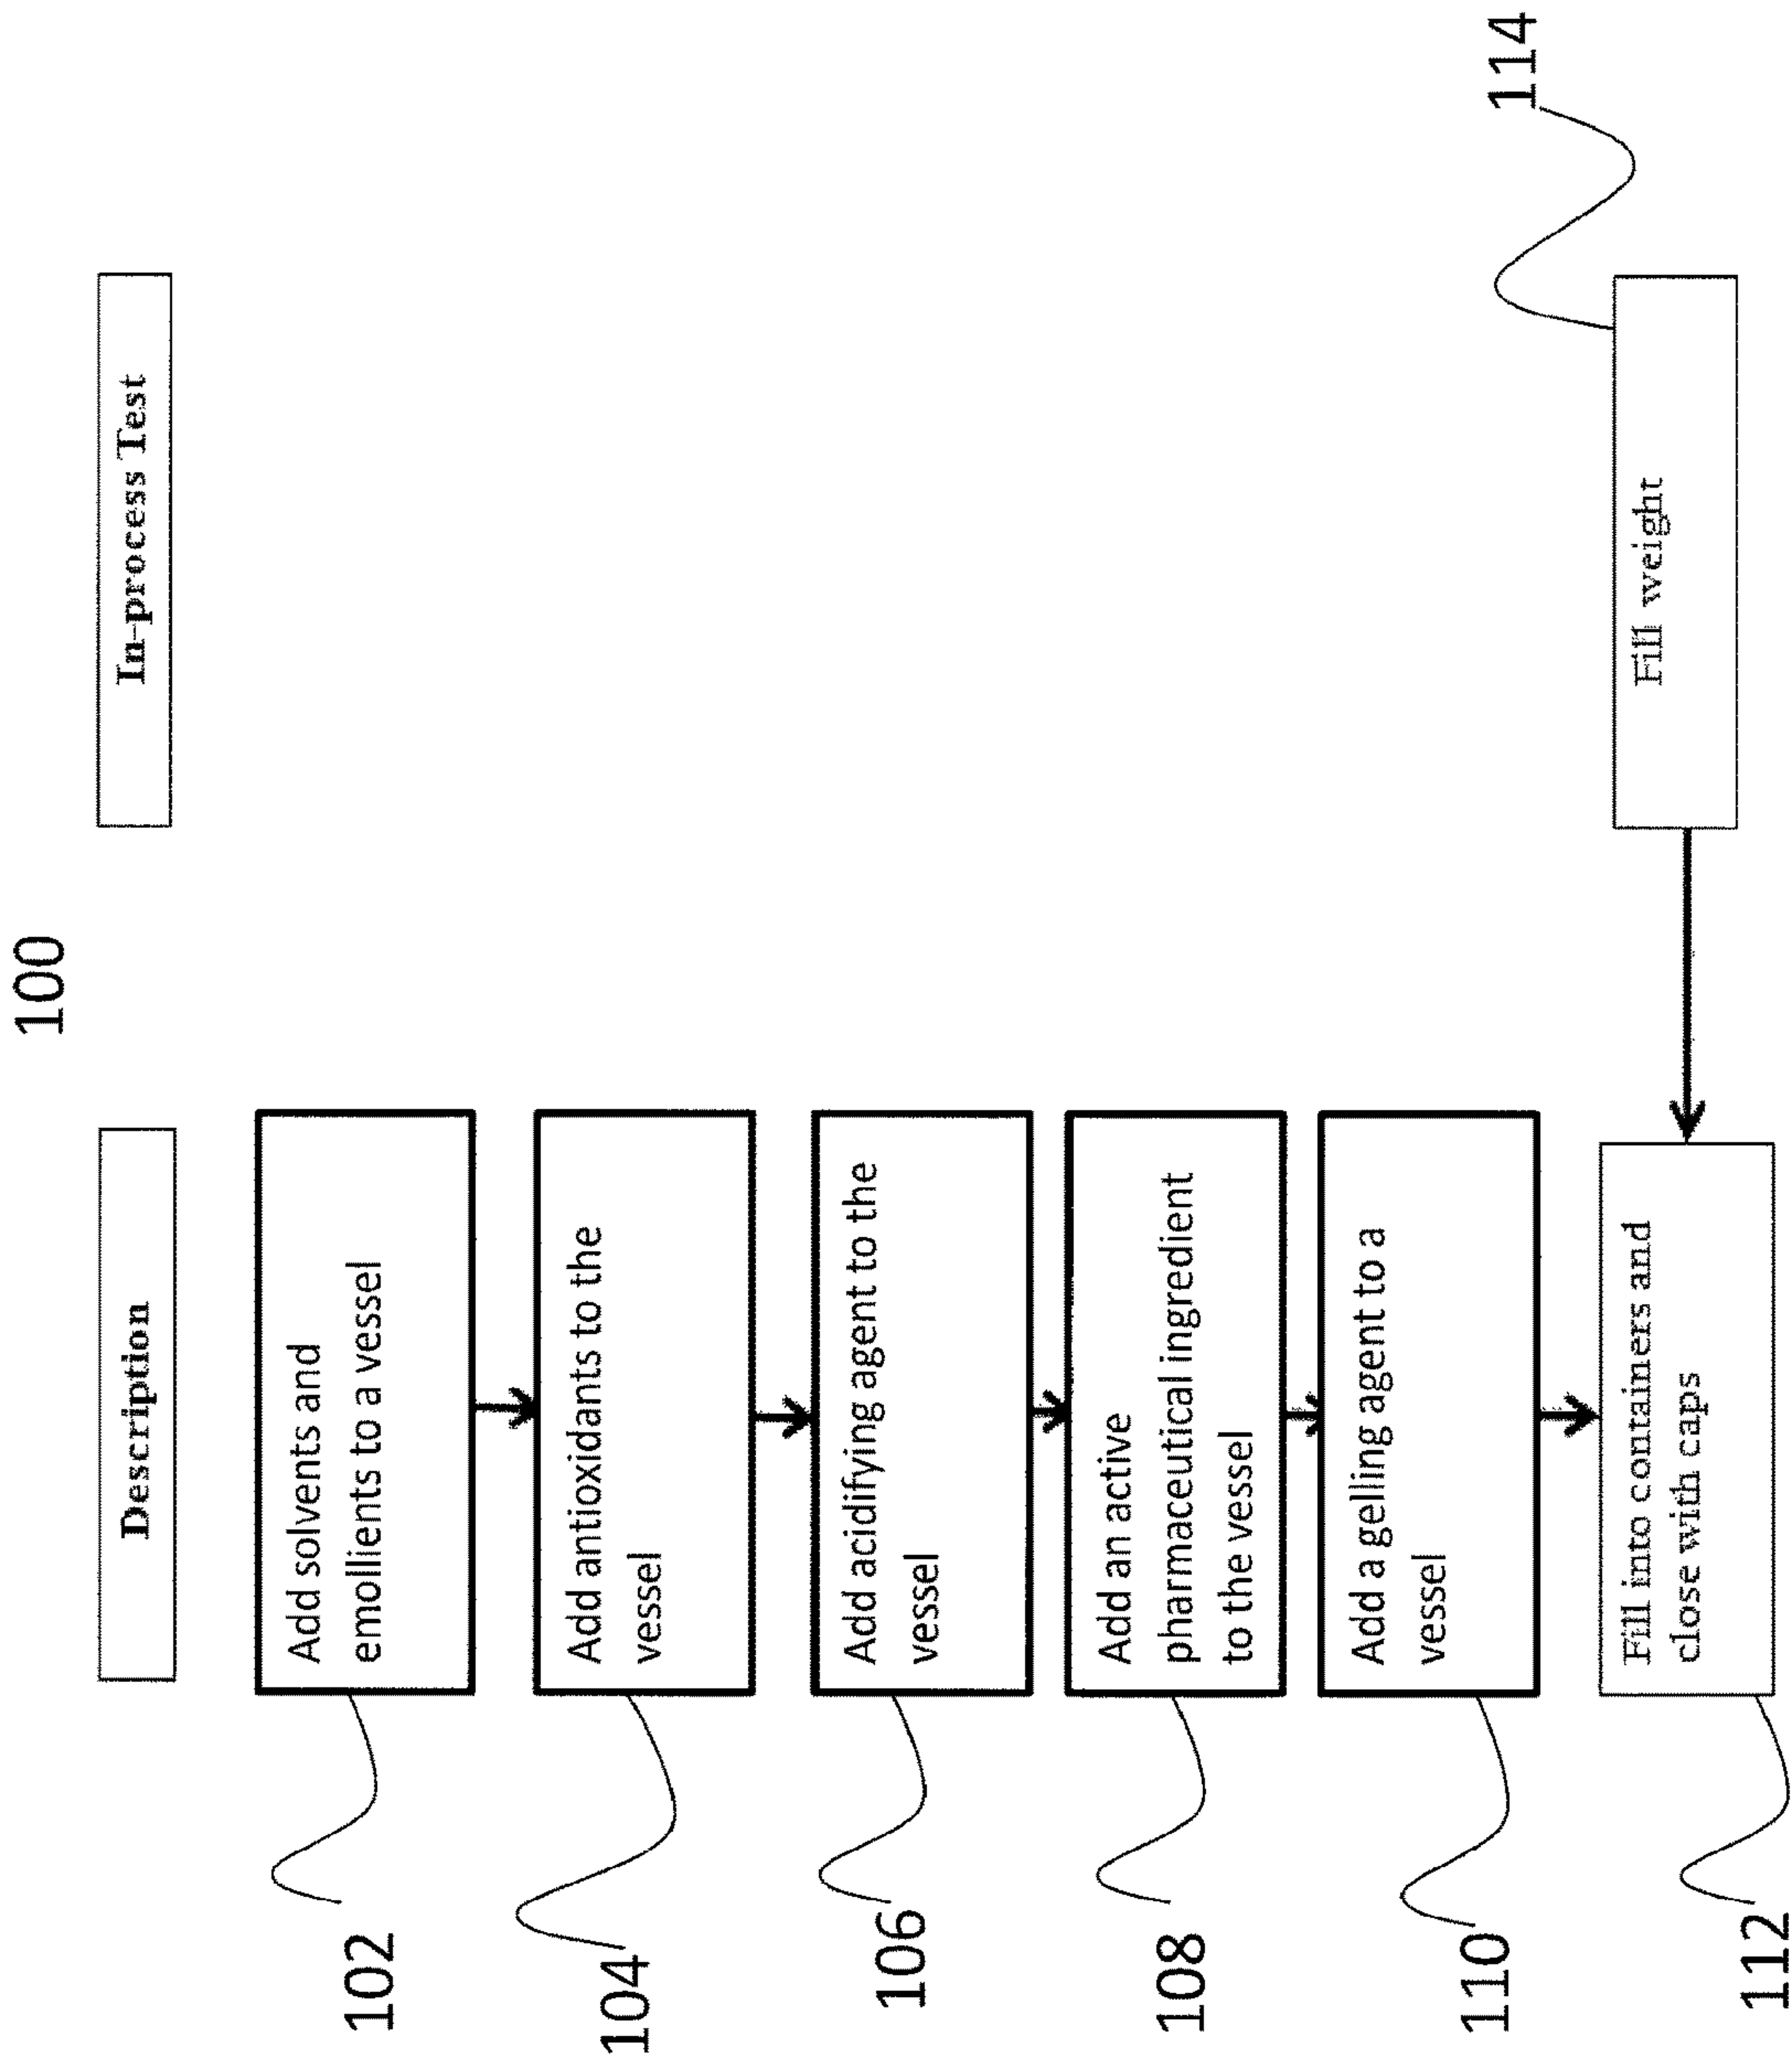 100
Description
In-process Test
Add solvents and
emollients to a vessel
102
Add antioxidants to the
vessel
104
Add acidifying agent to the
vessel
106
Add an active
pharmaceutical ingredient
to the vessel
108
Add a gelling agent to a
vessel
110
Fill into containers and
close with caps
112
Fill weight
114